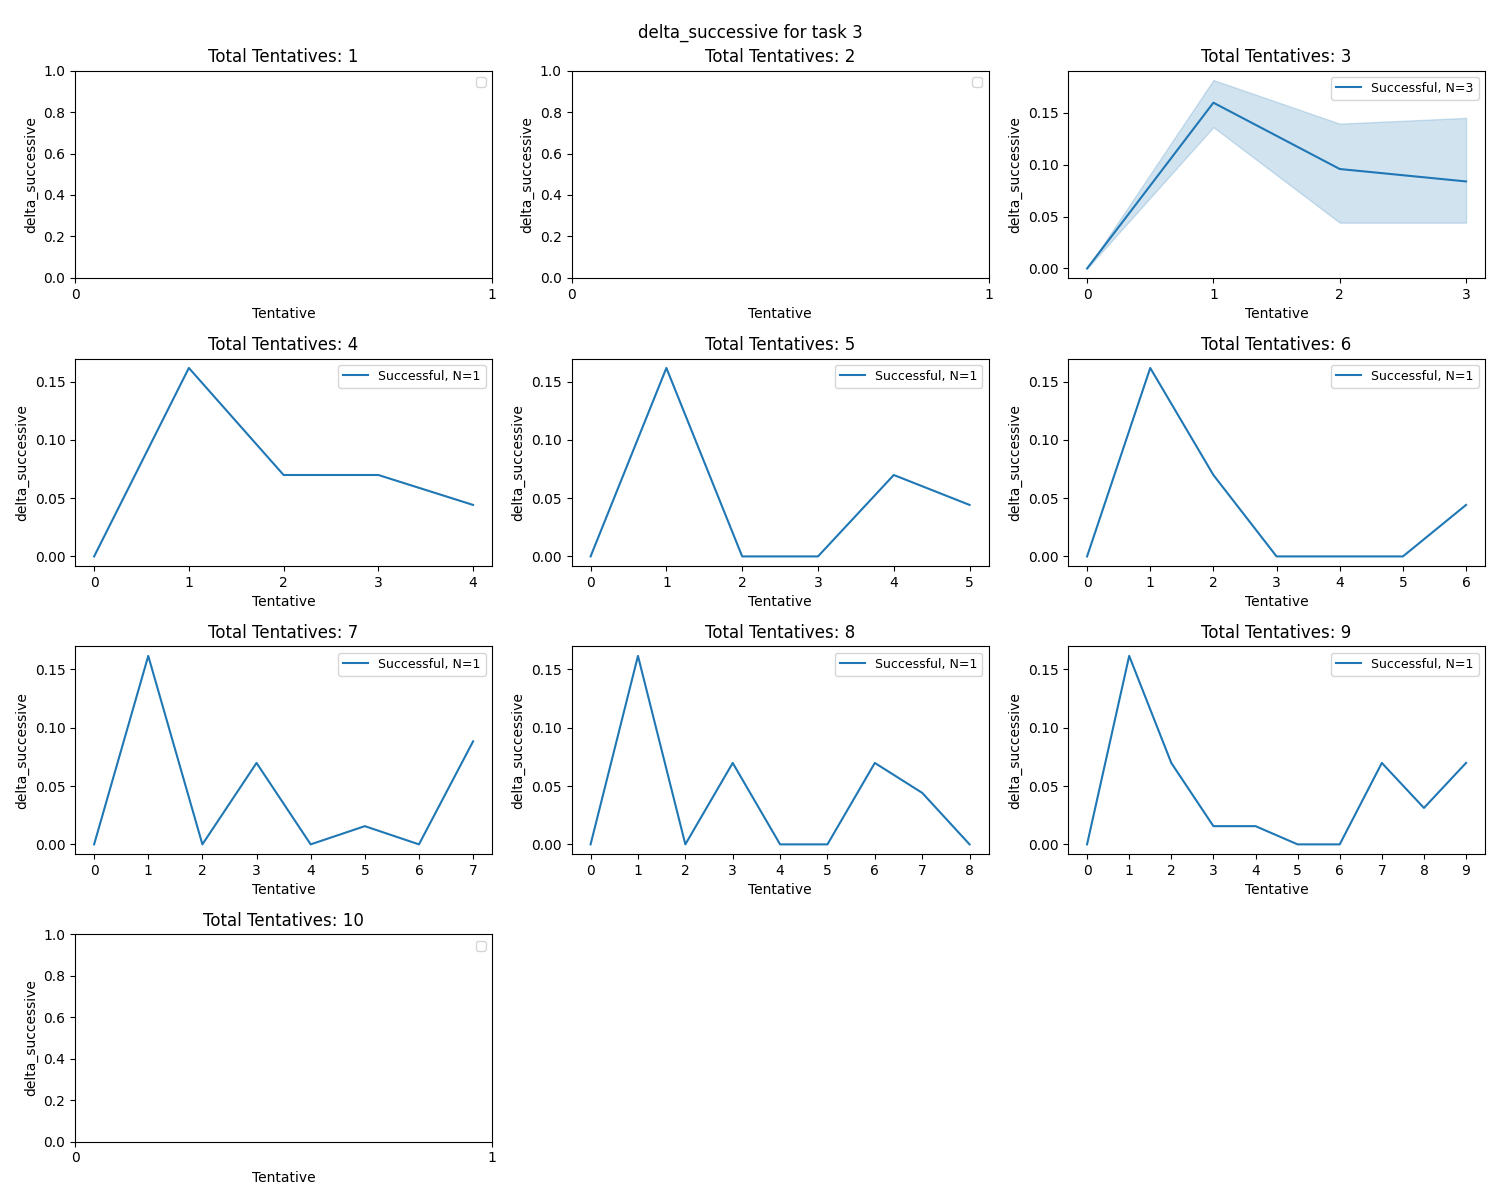 delta_successive for task 3
Total Tentatives: 1
1.0
0.8
0.6
0.4
0.2
0.0
delta_successive
0 1
Tentative
Total Tentatives: 2
1.0
0.8
0.6
0.4
0.2
0.0
delta_successive
0 1
Tentative
Total Tentatives: 3
Successful, N=3
0.15
0.10
0.05
0.00
delta_successive
0 1 2 3
Tentative
Total Tentatives: 4
Successful, N=1
0.15
0.10
0.05
0.00
delta_successive
0 1 2 3 4
Tentative
Total Tentatives: 5
Successful, N=1
0.15
0.10
0.05
0.00
delta_successive
0 1 2 3 4 5
Tentative
Total Tentatives: 6
Successful, N=1
0.15
0.10
0.05
0.00
delta_successive
0 1 2 3 4 5 6
Tentative
Total Tentatives: 7
Successful, N=1
0.15
0.10
0.05
0.00
delta_successive
0 1 2 3 4 5 6 7
Tentative
Total Tentatives: 8
Successful, N=1
0.15
0.10
0.05
0.00
delta_successive
0 1 2 3 4 5 6 7 8
Tentative
Total Tentatives: 9
Successful, N=1
0.15
0.10
0.05
0.00
delta_successive
0 1 2 3 4 5 6 7 8 9
Tentative
Total Tentatives: 10
1.0
0.8
0.6
0.4
0.2
0.0
delta_successive
0 1
Tentative